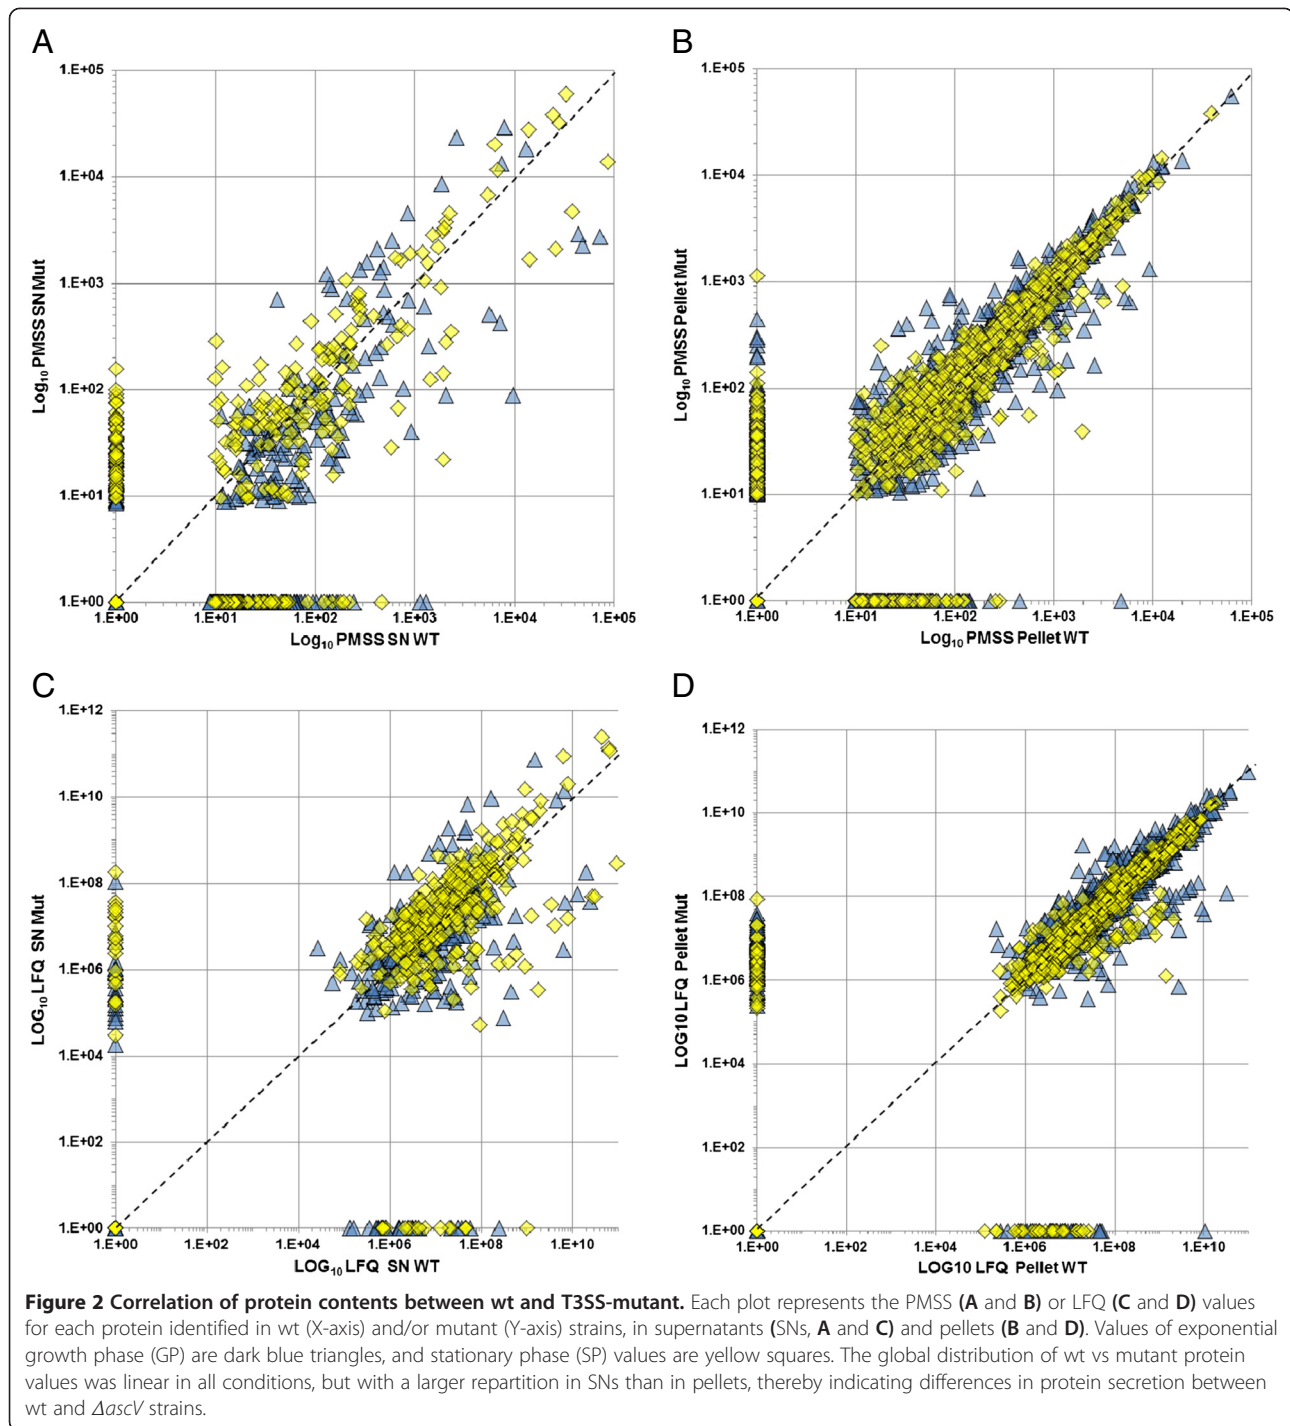 A
1.E+05
1.E+04
1.E+03
1.E+02
1.E+01
1.E+00
Log10 PMSS SN Mut
1.E+00 1.E+01 1.E+02 1.E+03 1.E+04 1.E+05
Log10 PMSS SN WT
B
1.E+05
1.E+04
1.E+03
1.E+02
1.E+01
1.E+00
Log10 PMSS Pellet Mut
1.E+00 1.E+01 1.E+02 1.E+03 1.E+04 1.E+05
Log10 PMSS Pellet WT
C
1.E+12
1.E+10
1.E+08
1.E+06
1.E+04
1.E+02
1.E+00
LOG10 LFQ SN Mut
1.E+00 1.E+02 1.E+04 1.E+06 1.E+08 1.E+10
LOG10 LFQ SN WT
D
1.E+12
1.E+10
1.E+08
1.E+06
1.E+04
1.E+02
1.E+00
LOG10 LFQ Pellet Mut
1.E+00 1.E+02 1.E+04 1.E+06 1.E+08 1.E+10
LOG10 LFQ Pellet WT
Figure 2 Correlation of protein contents between wt and T3SS-mutant. Each plot represents the PMSS (A and B) or LFQ (C and D) values
for each protein identified in wt (X-axis) and/or mutant (Y-axis) strains, in supernatants (SNs, A and C) and pellets (B and D). Values of exponential
growth phase (GP) are dark blue triangles, and stationary phase (SP) values are yellow squares. The global distribution of wt vs mutant protein
values was linear in all conditions, but with a larger repartition in SNs than in pellets, thereby indicating differences in protein secretion between
wt and ΔascV strains.